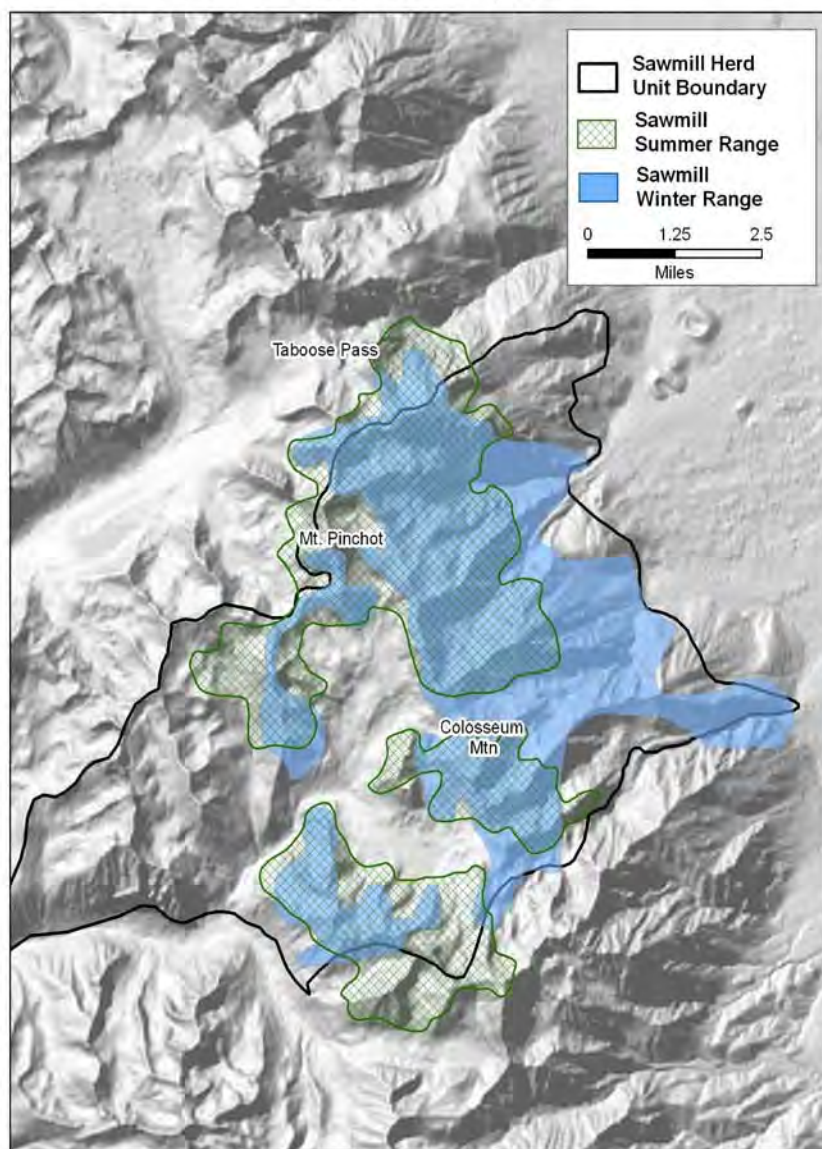 Sawmill Herd
Unit Boundary
Sawmill
Summer Range
Sawmill
Winter Range
0 1.25 2.5
Miles
Taboose Pass
Mt. Pinchot
Colosseum
Mtn